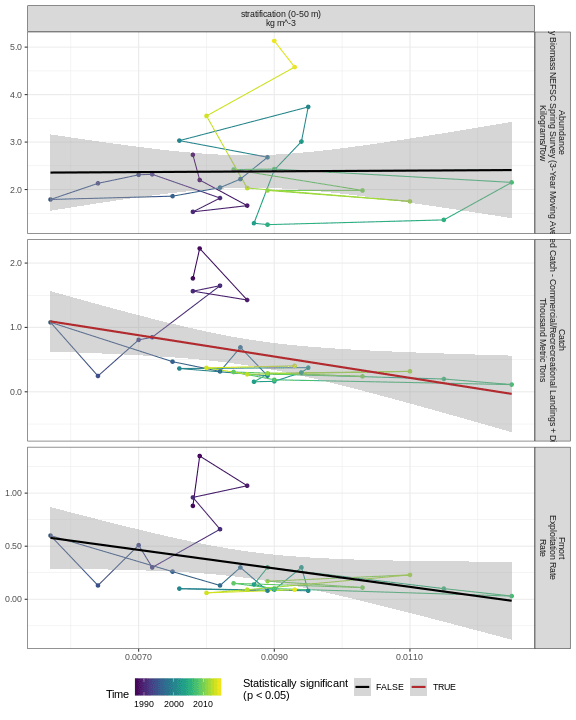 stratification (0-50 m)
kg m^-3
5.0
4.0
3.0
2.0
Abundance
Biomass NEFSC Spring Survey (3-Year Moving
Kilograms/Tow
2.0
1.0
0.0
Catch
Catch - Commercial/Recreational Landings +
Thousand Metric Tons
1.00
0.50
0.00
Fmort
Exploitation Rate
Rate
0.0070 0.0090 0.0110
Time
1990 2000 2010
Statistically significant
(p < 0.05)
FALSE TRUE